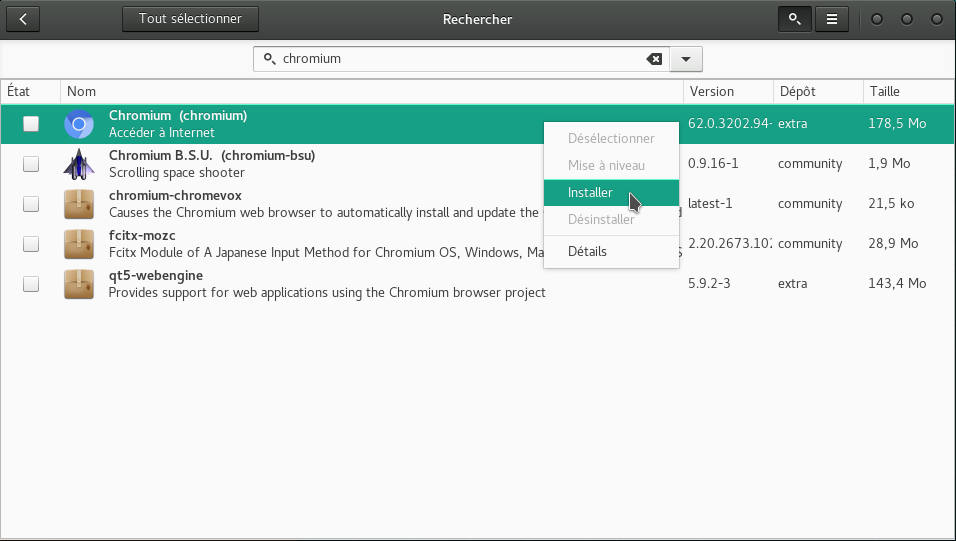 Tout sélectionner
Rechercher
chromium
État Nom Version Dépôt Taille
Chromium (chromium)
Accéder à Internet
62.0.3202.94- extra 178,5 Mo
Chromium B.S.U. (chromium-bsu)
Scrolling space shooter
0.9.16-1 community 1,9 Mo
chromium-chromevox
Causes the Chromium web browser to automatically install and update the
latest-1 community 21,5 ko
fcitx-mozc
Fcitx Module of A Japanese Input Method for Chromium OS, Windows, Ma
2.20.2673.102 community 28,9 Mo
qt5-webengine
Provides support for web applications using the Chromium browser project
5.9.2-3 extra 143,4 Mo
Désélectionner
Mise à niveau
Installer
Désinstaller
Détails